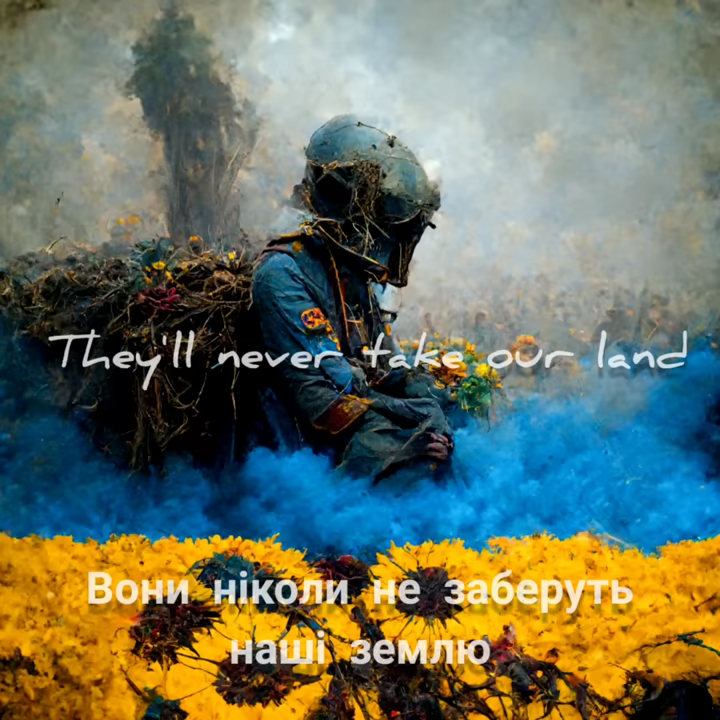 They'll never take our land
Вони ніколи не заберуть
наші землю